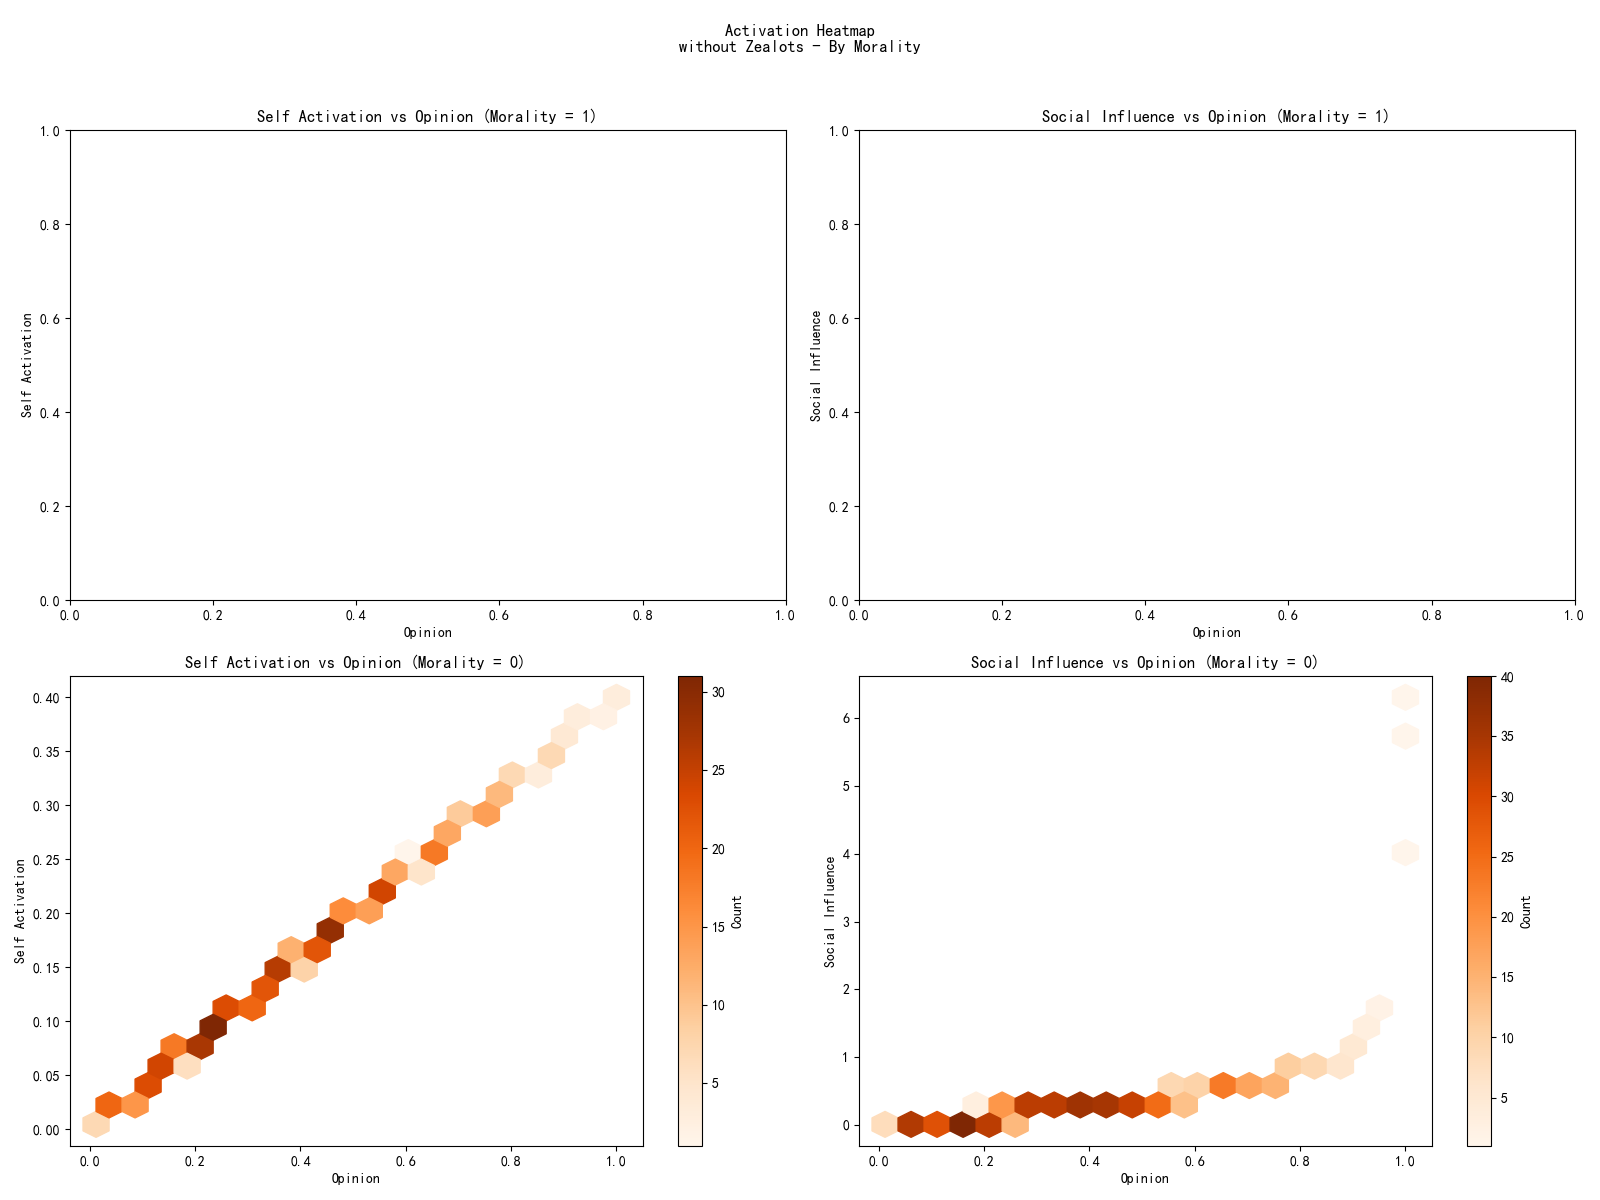 Activation Heatmap
without Zealots - By Morality
Self Activation vs Opinion (Morality = 1)
1.0
0.8
0.6
0.4
0.2
0.0
Self Activation
0.0 0.2 0.4 0.6 0.8 1.0
Opinion
Social Influence vs Opinion (Morality = 1)
1.0
0.8
0.6
0.4
0.2
0.0
Social Influence
0.0 0.2 0.4 0.6 0.8 1.0
Opinion
Self Activation vs Opinion (Morality = 0)
0.40
0.35
0.30
0.25
0.20
0.15
0.10
0.05
0.00
Self Activation
0.0 0.2 0.4 0.6 0.8 1.0
Opinion
30
25
20
15
10
5
Count
Social Influence vs Opinion (Morality = 0)
6
5
4
3
2
1
0
Social Influence
0.0 0.2 0.4 0.6 0.8 1.0
Opinion
40
35
30
25
20
15
10
5
Count